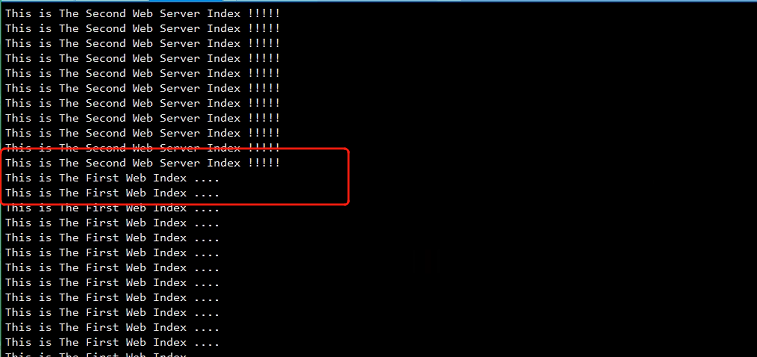 This is The Second Web Server Index !!!!!
This is The Second Web Server Index !!!!!
This is The Second Web Server Index !!!!!
This is The Second Web Server Index !!!!!
This is The Second Web Server Index !!!!!
This is The Second Web Server Index !!!!!
This is The Second Web Server Index !!!!!
This is The Second Web Server Index !!!!!
This is The Second Web Server Index !!!!!
This is The Second Web Server Index !!!!!
This is The Second Web Server Index !!!!!
This is The First Web Index ....
This is The First Web Index ....
This is The First Web Index ....
This is The First Web Index ....
This is The First Web Index ....
This is The First Web Index ....
This is The First Web Index ....
This is The First Web Index ....
This is The First Web Index ....
This is The First Web Index ....
This is The First Web Index ....
This is The First Web Index ....
This is The First Web Index